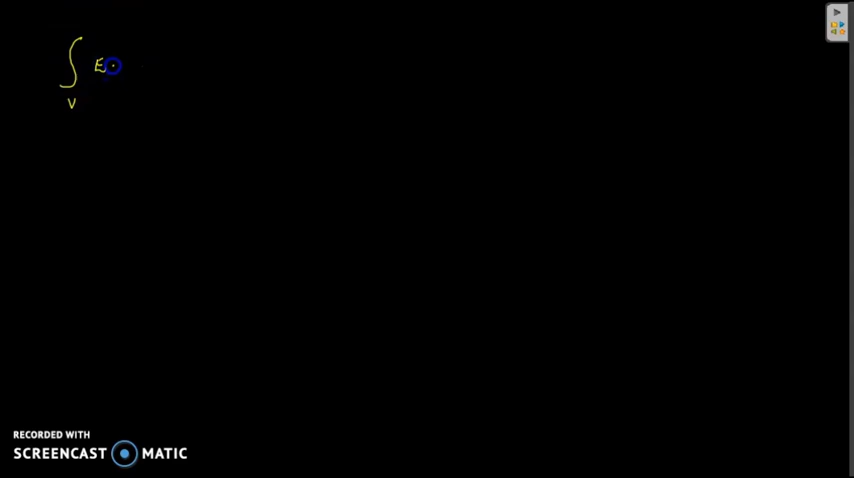 ∫ E ·
V
RECORDED WITH
SCREENCAST MATIC